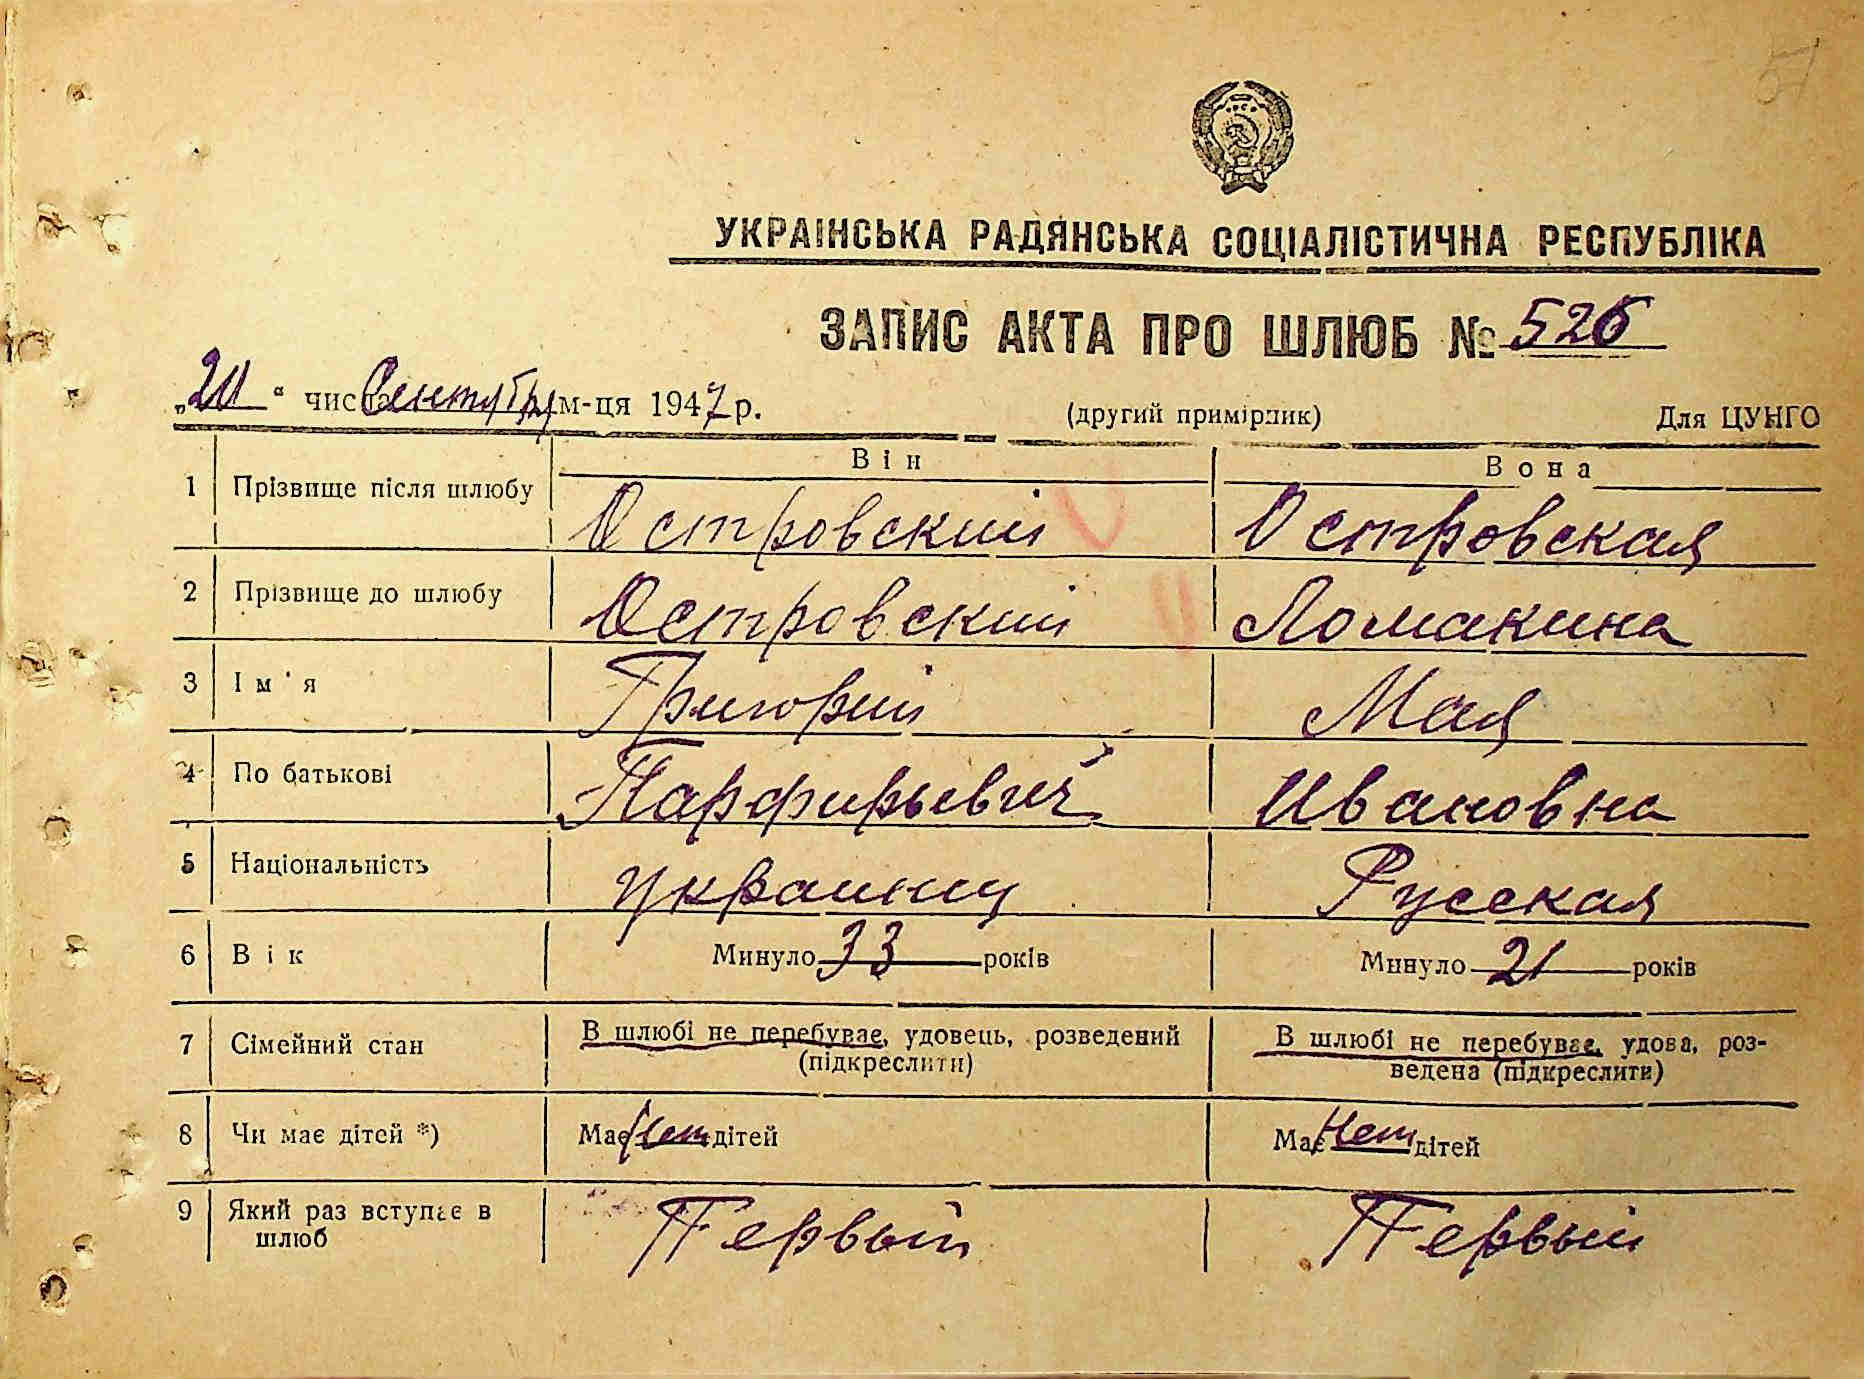 УКРАЇНСЬКА РАДЯНСЬКА СОЦІАЛІСТИЧНА РЕСПУБЛІКА
ЗАПИС АКТА ПРО ШЛЮБ № 526
„20“ числа Сентября м-ця 1947 р. (другий примірник) Для ЦУНГО
Він Вона
1 Прізвище після шлюбу Островский Островская
2 Прізвище до шлюбу Островский Ломакина
3 Ім'я Григорий Мая
4 По батькові Парфирьевич Ивановна
5 Національність украинец Русская
6 Вік Минуло 33 років Минуло 21 років
7 Сімейний стан В шлюбі не перебуває, удовець, розведений (підкреслити) В шлюбі не перебуває, удова, роз-
ведена (підкреслити)
8 Чи має дітей *) Має Нет дітей Має Нет дітей
9 Який раз вступає в шлюб Первый Первый